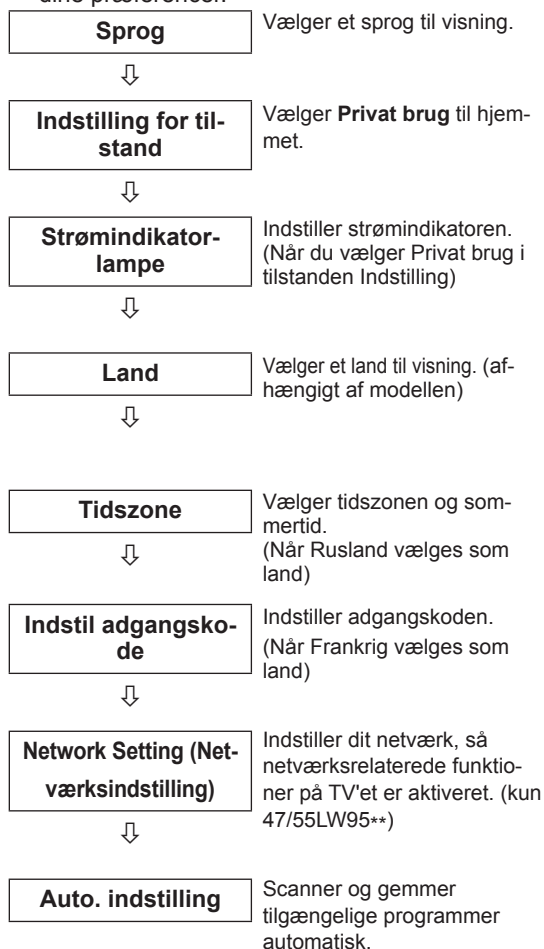 dine præferencer.
Sprog
Vælger et sprog til visning.
⇩
Indstilling for til-
stand
Vælger Privat brug til hjem-
met.
⇩
Strømindikator-
lampe
Indstiller strømindikatoren.
(Når du vælger Privat brug i
tilstanden Indstilling)
⇩
Land
Vælger et land til visning. (af-
hængigt af modellen)
⇩
Tidszone
Vælger tidszonen og som-
mertid.
(Når Rusland vælges som
land)
⇩
Indstil adgangsko-
de
Indstiller adgangskoden.
(Når Frankrig vælges som
land)
⇩
Network Setting (Net-
værksindstilling)
Indstiller dit netværk, så
netværksrelaterede funktio-
ner på TV'et er aktiveret. (kun
47/55LW95**)
⇩
Auto. indstilling
Scanner og gemmer
tilgængelige programmer
automatisk.